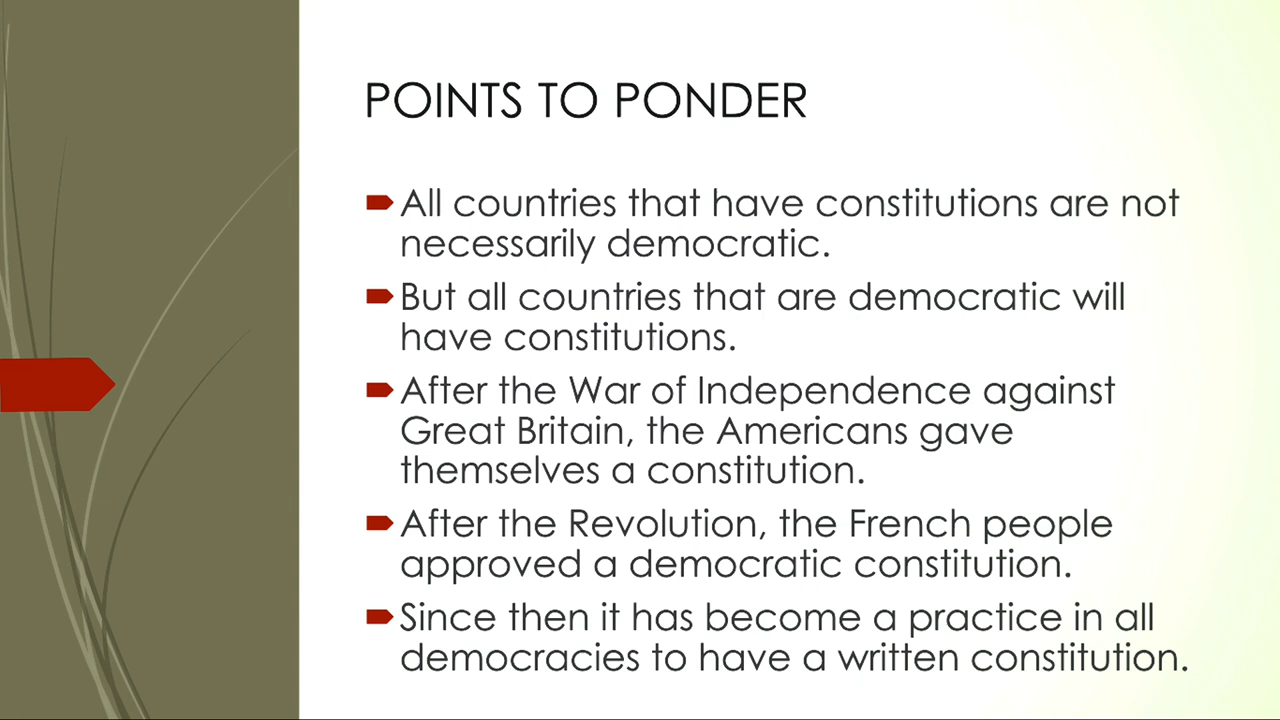 POINTS TO PONDER
All countries that have constitutions are not
necessarily democratic.
But all countries that are democratic will
have constitutions.
After the War of Independence against
Great Britain, the Americans gave
themselves a constitution.
After the Revolution, the French people
approved a democratic constitution.
Since then it has become a practice in all
democracies to have a written constitution.